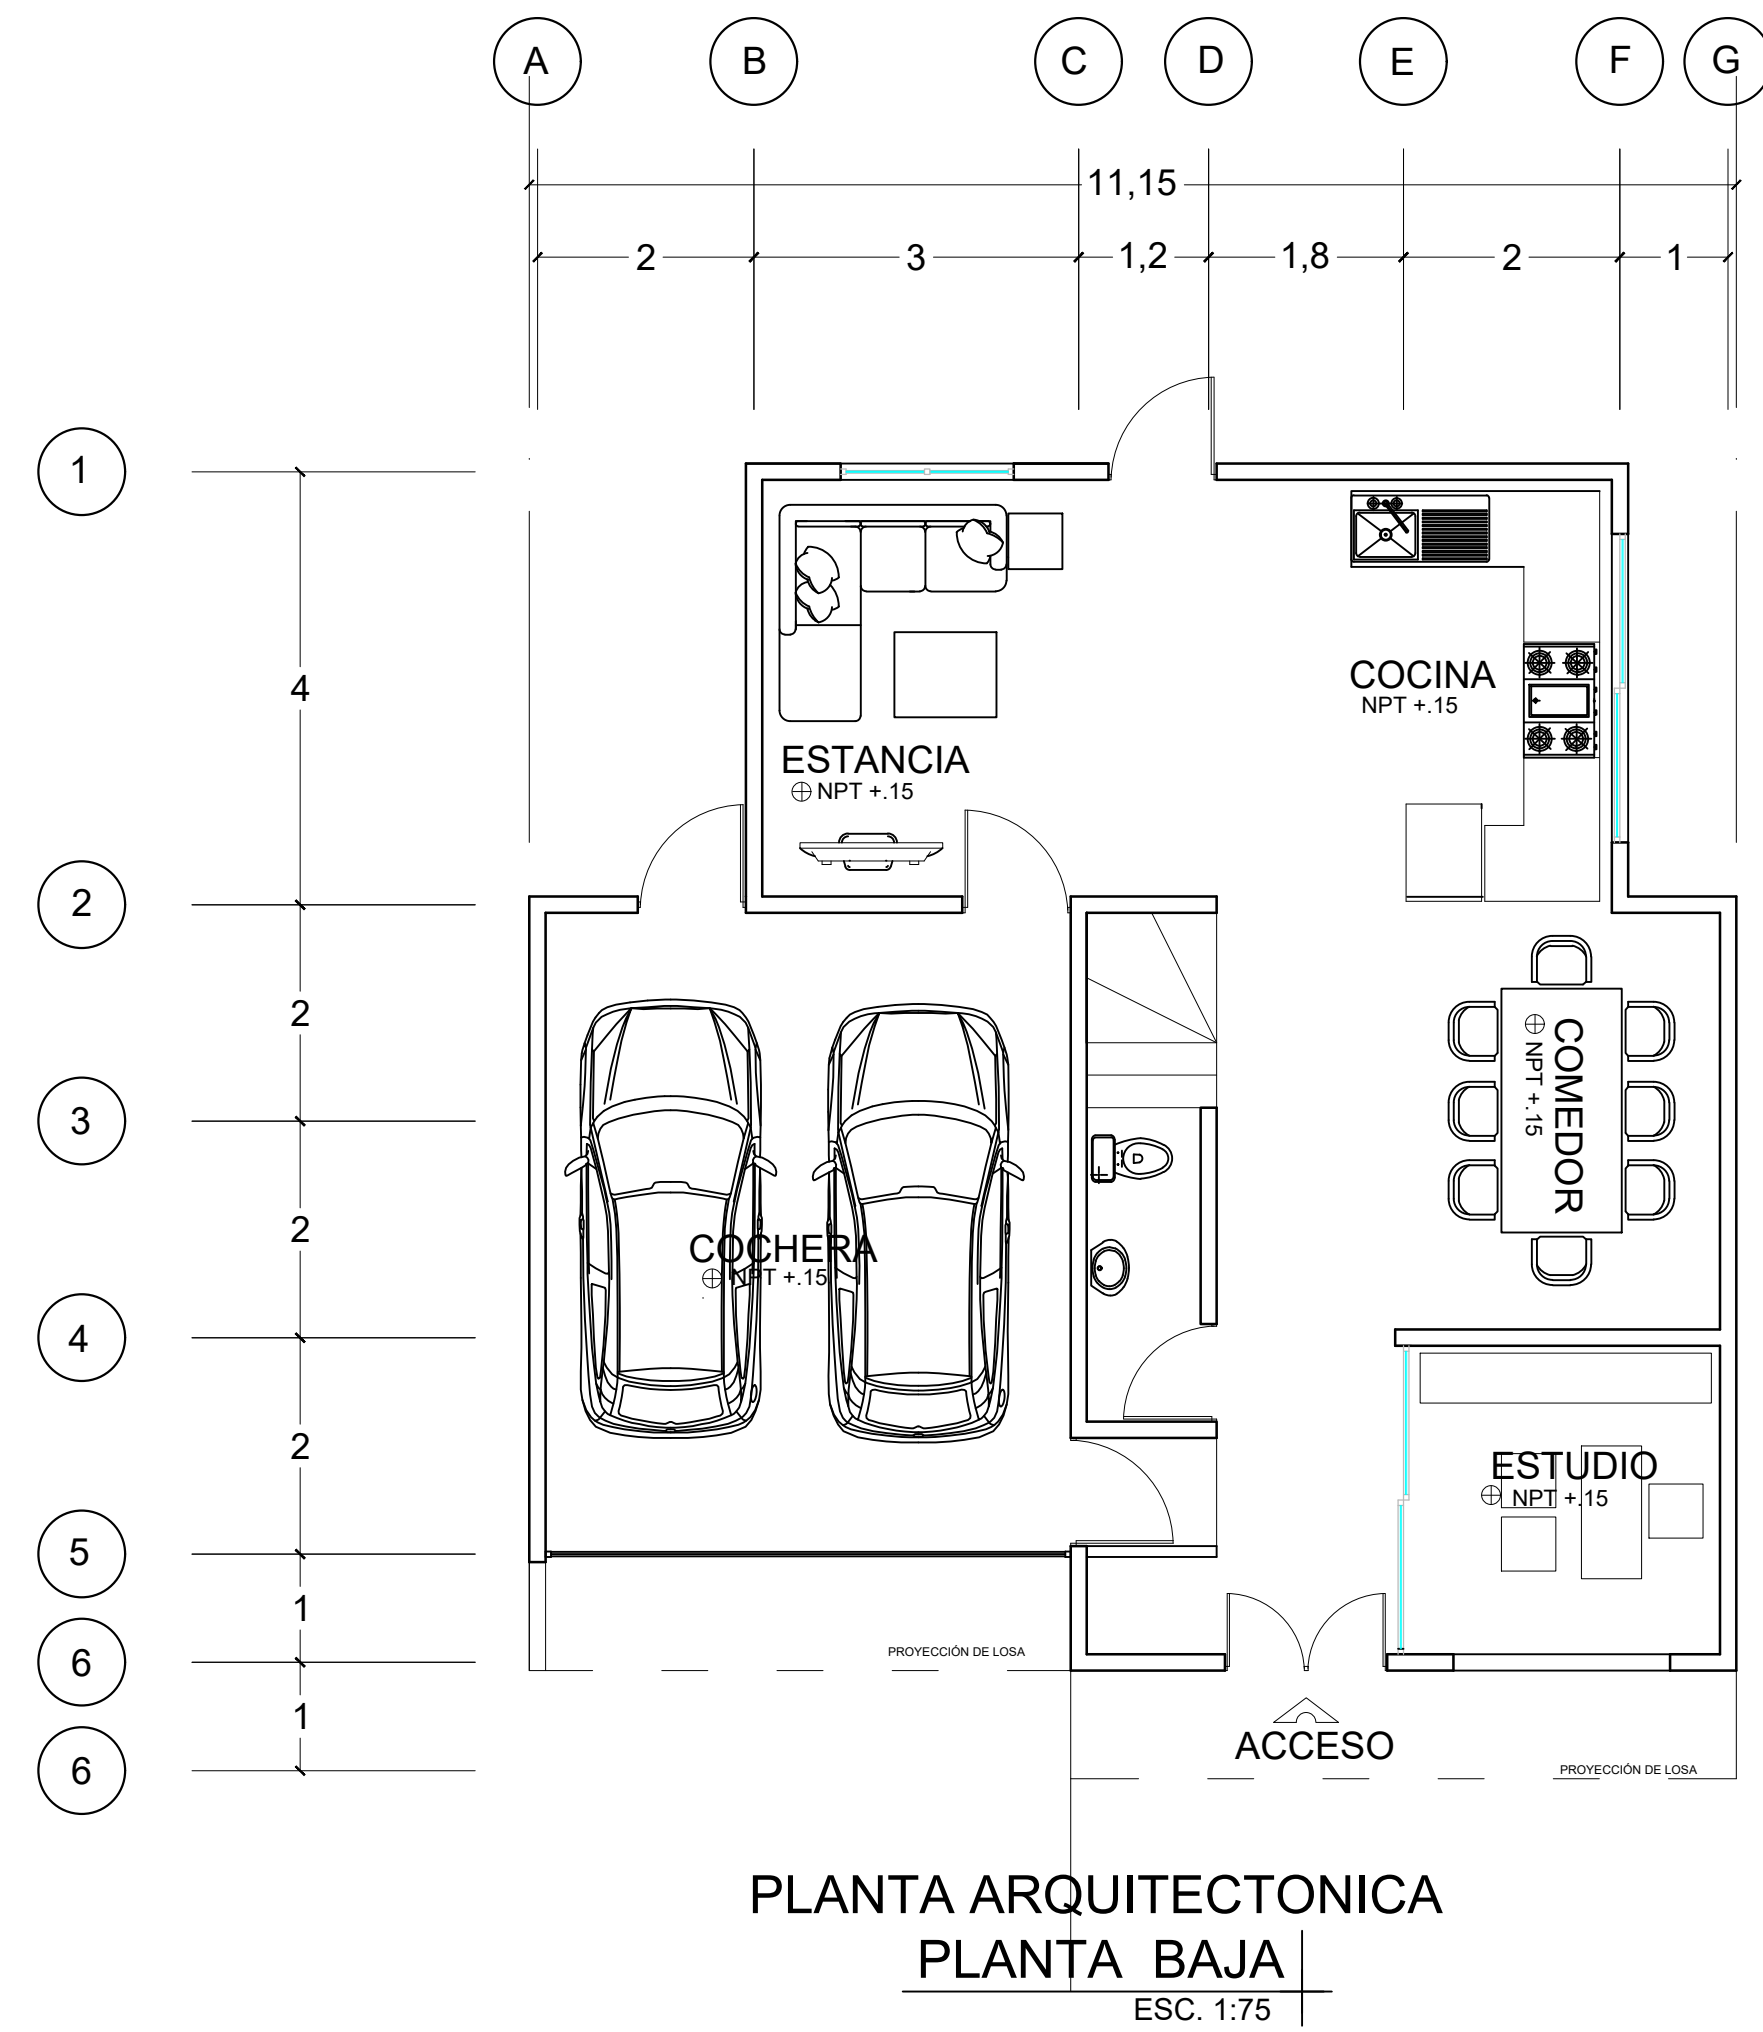 A B C D E F G
11,15
2 3 1,2 1,8 2 1
1
4
COCINA
NPT +.15
ESTANCIA
NPT +.15
2
2
COMEDOR
NPT +.15
3
2
COCHERA
NPT +.15
4
2
ESTUDIO
NPT +.15
5
1
PROYECCIÓN DE LOSA
6
1
ACCESO
PROYECCIÓN DE LOSA
6
PLANTA ARQUITECTONICA
PLANTA BAJA
ESC. 1:75